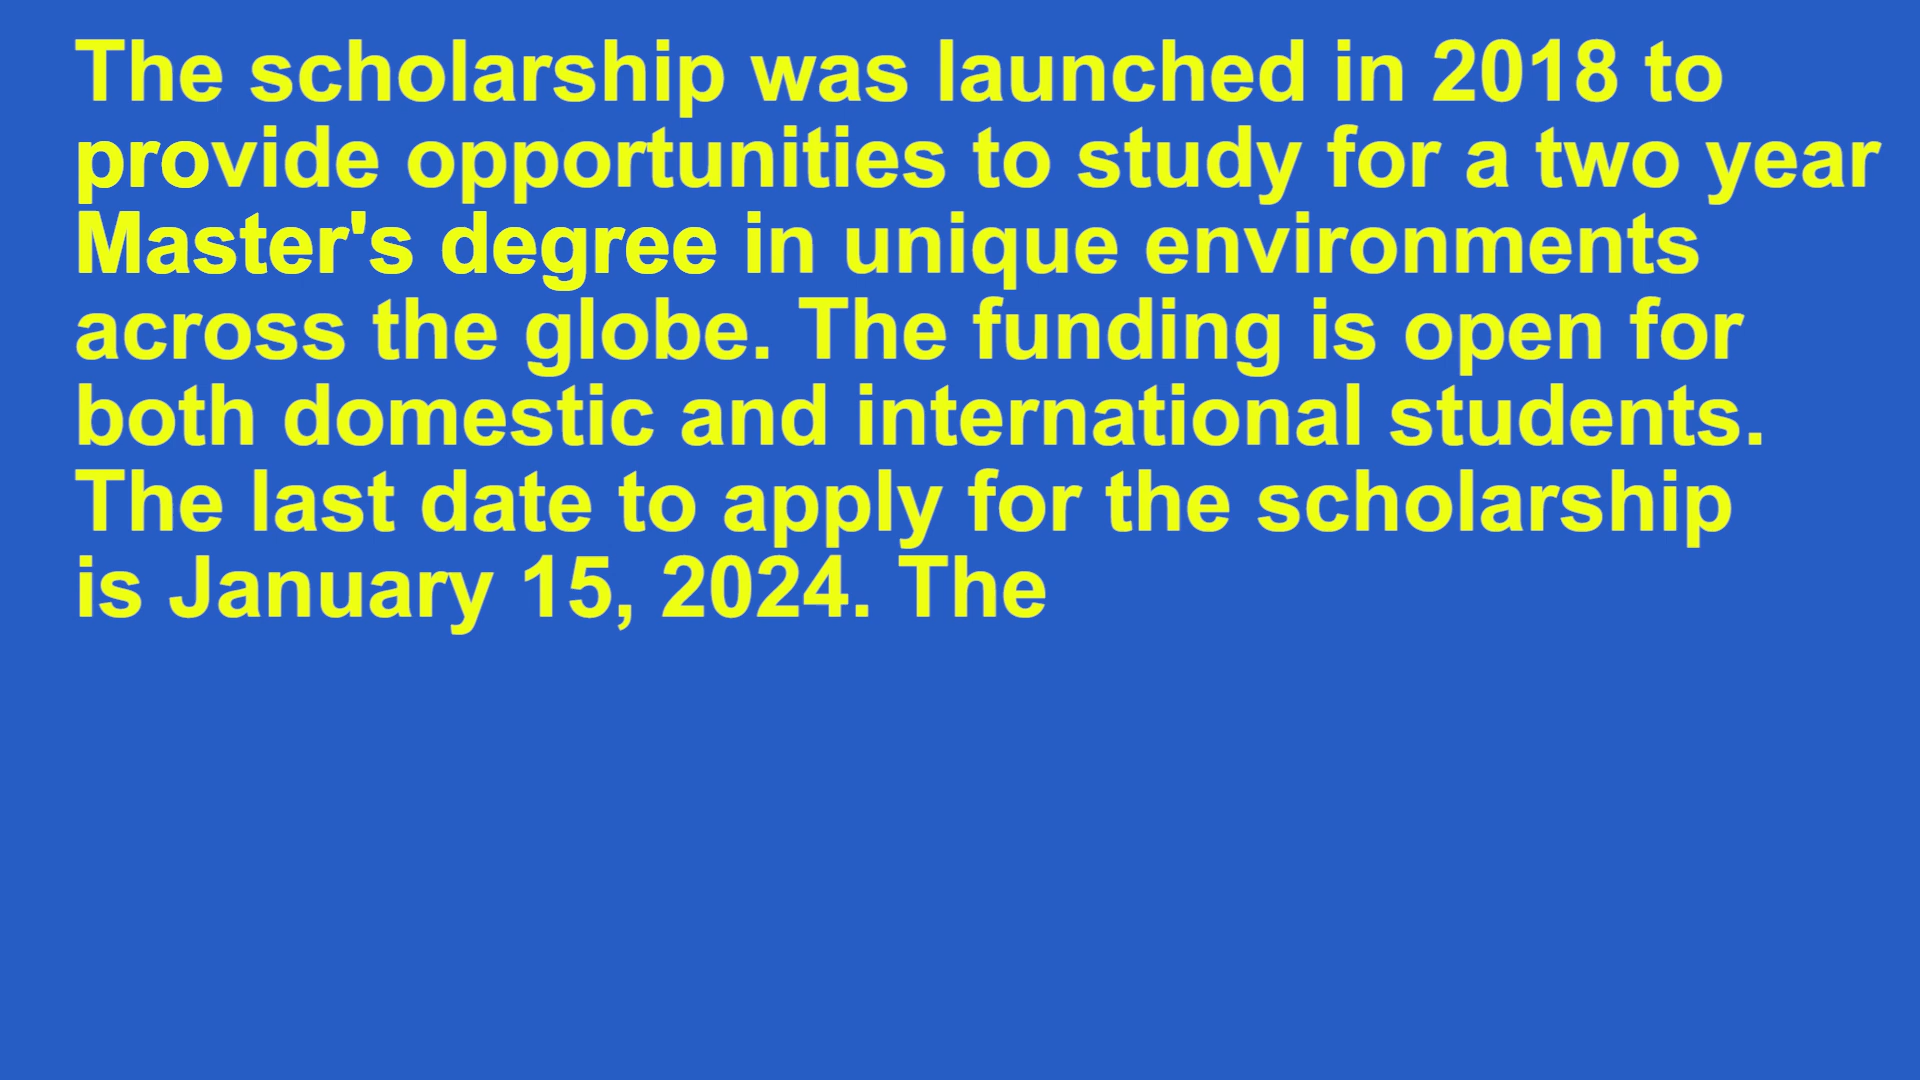 The scholarship was launched in 2018 to
provide opportunities to study for a two year
Master's degree in unique environments
across the globe. The funding is open for
both domestic and international students.
The last date to apply for the scholarship
is January 15, 2024. The